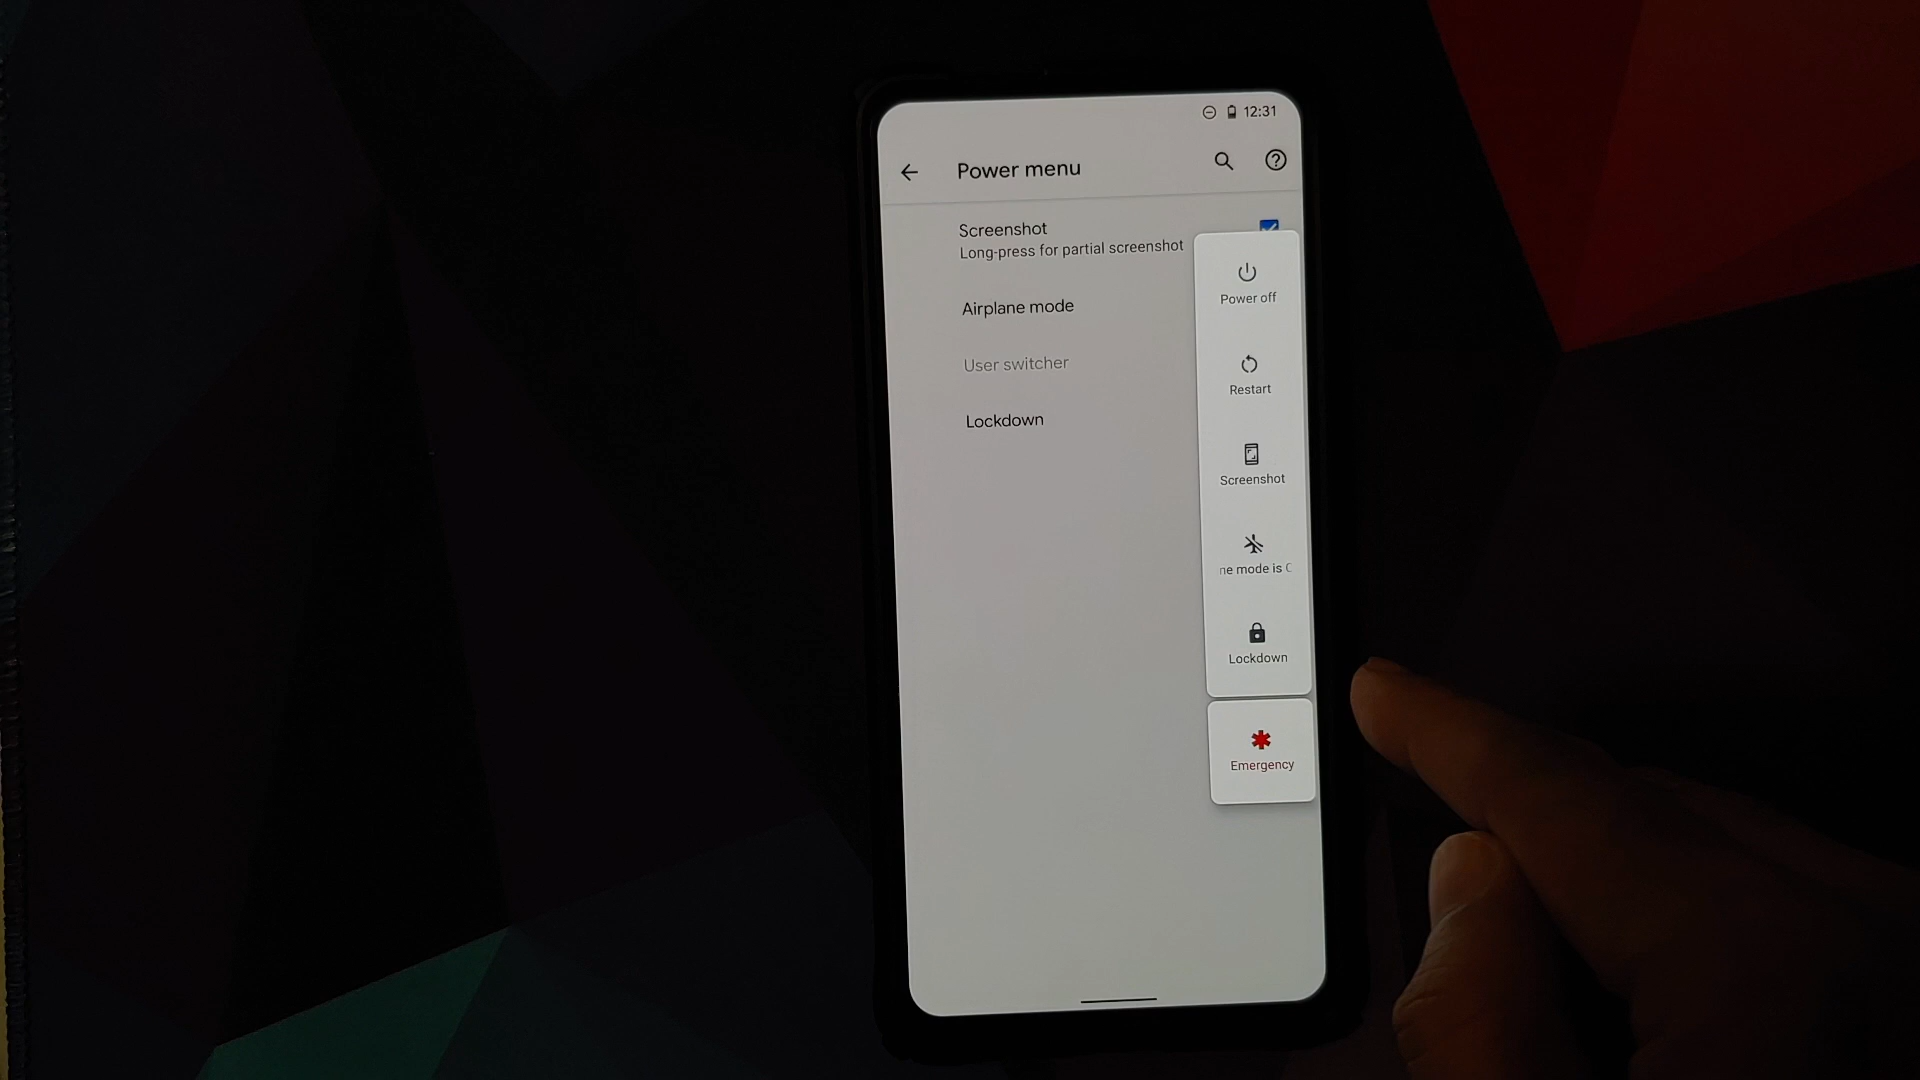 12:31
Power menu
Screenshot
Long-press for partial screenshot
Airplane mode
User switcher
Lockdown
Power off
Restart
Screenshot
ne mode is
Lockdown
Emergency